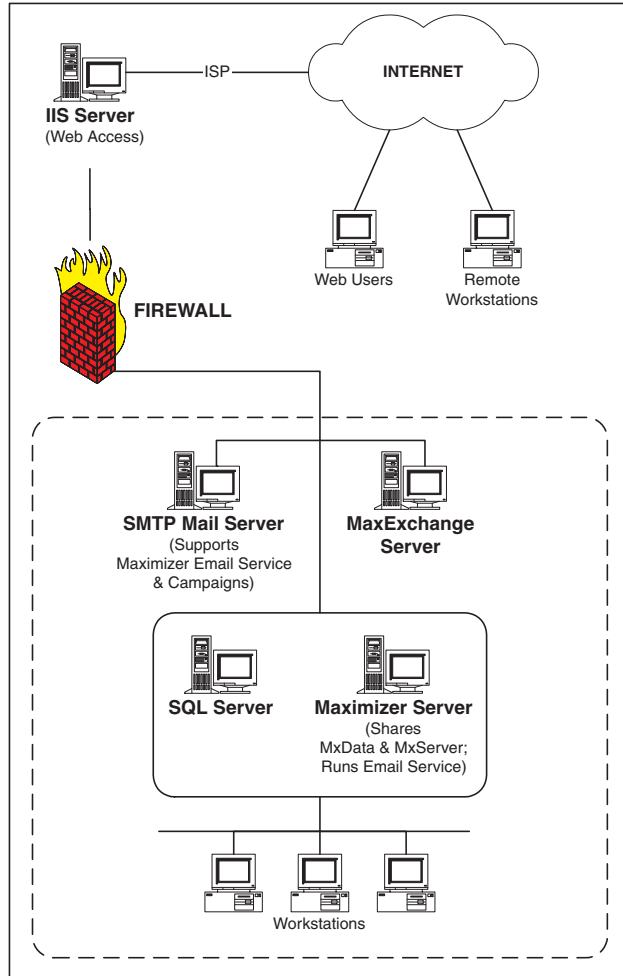 ISP
INTERNET
IIS Server
(Web Access)
Web Users
Remote
Workstations
FIREWALL
SMTP Mail Server
(Supports
Maximizer Email Service
& Campaigns)
MaxExchange
Server
SQL Server
Maximizer Server
(Shares
MxData & MxServer;
Runs Email Service)
Workstations